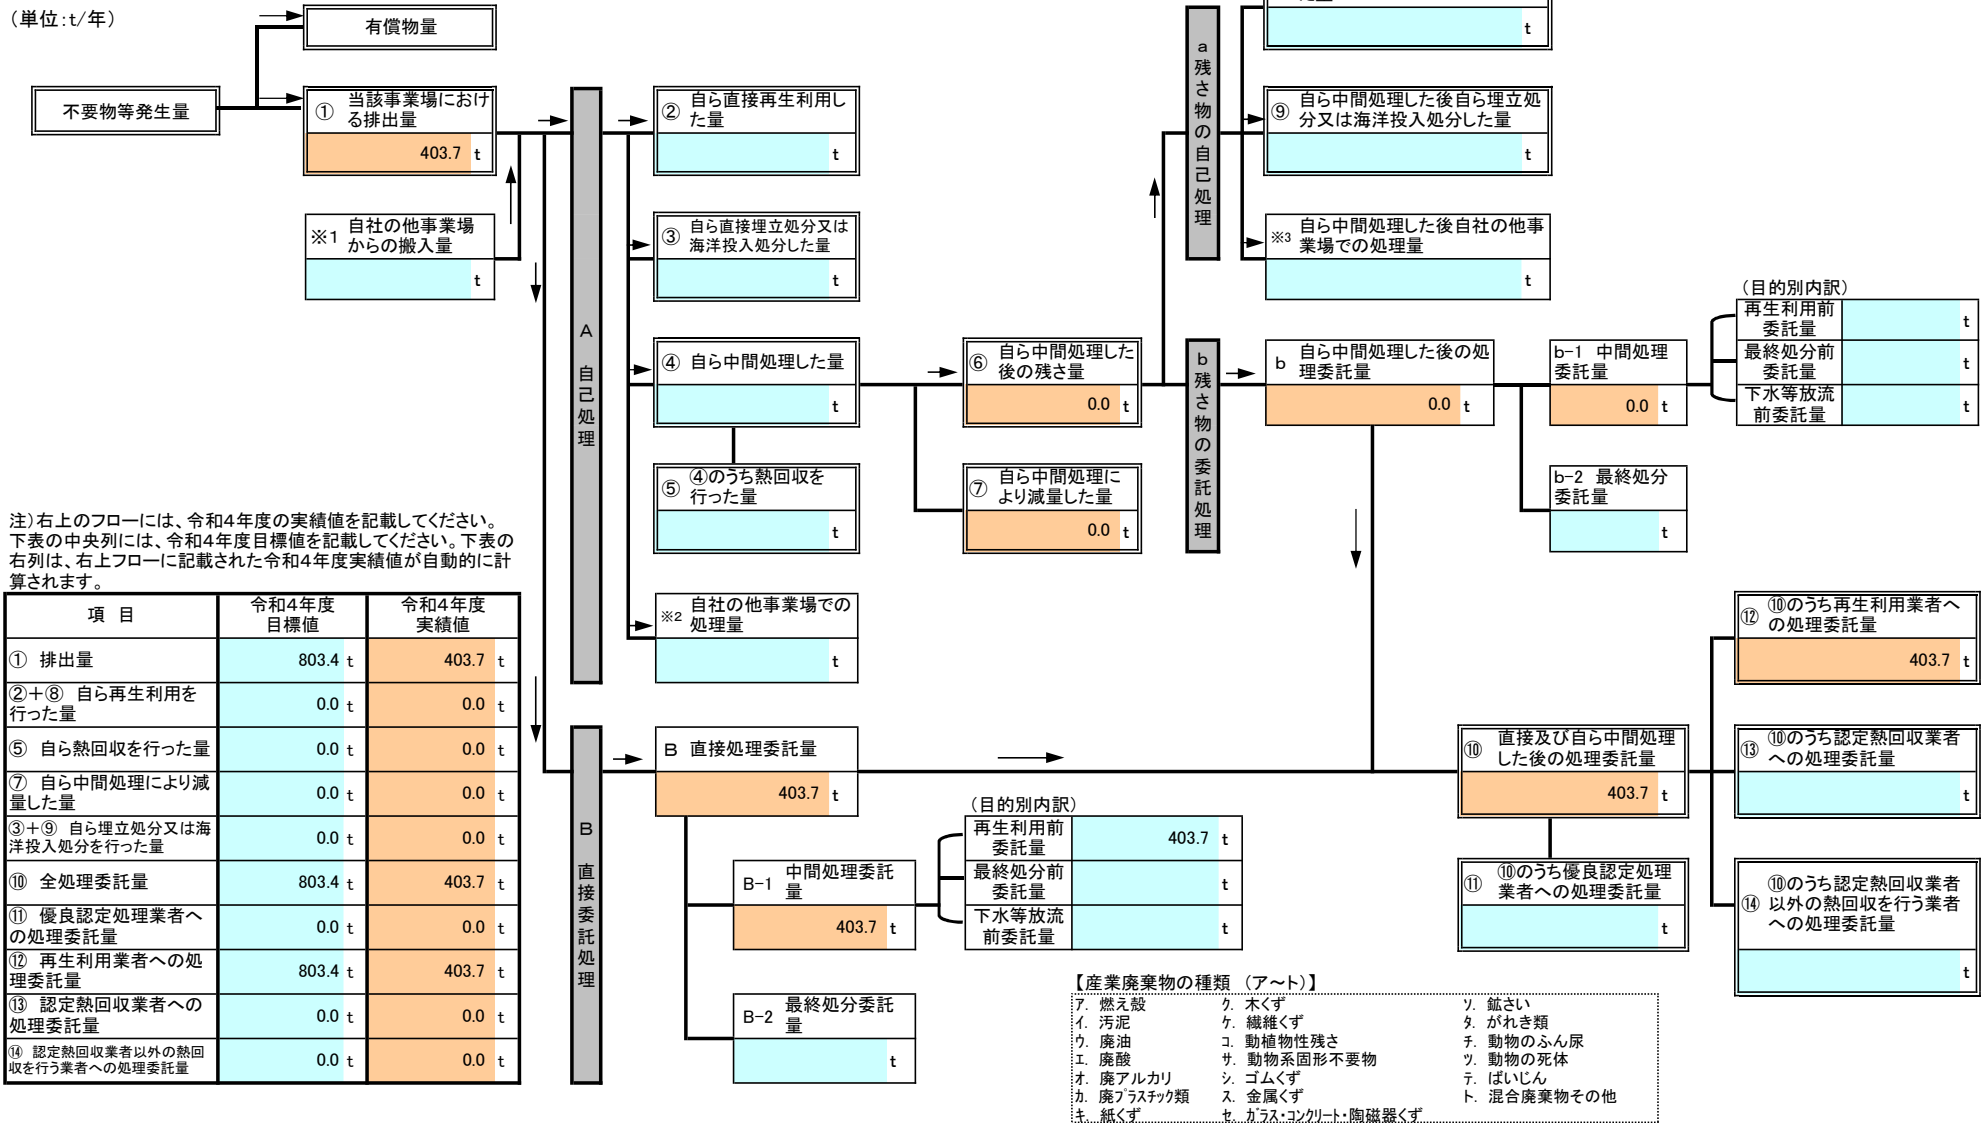 （単位：t/年）
有償物量
不要物等発生量
① 当該事業場におけ
る排出量
403.7 t
※1 自社の他事業場
からの搬入量
t
A 自己処理
② 自ら直接再生利用し
た量
t
③ 自ら直接埋立処分又は
海洋投入処分した量
t
④ 自ら中間処理した量
t
⑤ ④のうち熱回収を
行った量
t
※2 自社の他事業場での
処理量
t
⑥ 自ら中間処理した
後の残さ量
0.0 t
⑦ 自ら中間処理に
より減量した量
0.0 t
a 残さ物の自己処理
t
⑨ 自ら中間処理した後自ら埋立処
分又は海洋投入処分した量
t
※3 自ら中間処理した後自社の他事
業場での処理量
t
b 残さ物の委託処理
b 自ら中間処理した後の処
理委託量
0.0 t
b-1 中間処理
委託量
0.0 t
b-2 最終処分
委託量
t
（目的別内訳）
再生利用前
委託量
t
最終処分前
委託量
t
下水等放流
前委託量
t
注）右上のフローには、令和4年度の実績値を記載してください。
下表の中央列には、令和4年度目標値を記載してください。下表の
右列は、右上フローに記載された令和4年度実績値が自動的に計
算されます。
項 目
令和4年度
目標値
令和4年度
実績値
① 排出量 803.4 t 403.7 t
②＋⑧ 自ら再生利用を
行った量 0.0 t 0.0 t
⑤ 自ら熱回収を行った量 0.0 t 0.0 t
⑦ 自ら中間処理により減
量した量 0.0 t 0.0 t
③＋⑨ 自ら埋立処分又は海
洋投入処分を行った量 0.0 t 0.0 t
⑩ 全処理委託量 803.4 t 403.7 t
⑪ 優良認定処理業者へ
の処理委託量 0.0 t 0.0 t
⑫ 再生利用業者への処
理委託量 803.4 t 403.7 t
⑬ 認定熱回収業者への
処理委託量 0.0 t 0.0 t
⑭ 認定熱回収業者以外の熱回
収を行う業者への処理委託量 0.0 t 0.0 t
B 直接委託処理
B 直接処理委託量
403.7 t
B-1 中間処理委託
量
403.7 t
B-2 最終処分委託
量
t
（目的別内訳）
再生利用前
委託量
403.7 t
最終処分前
委託量
t
下水等放流
前委託量
t
⑩ 直接及び自ら中間処理
した後の処理委託量
403.7 t
⑪ ⑩のうち優良認定処理
業者への処理委託量
t
⑫ ⑩のうち再生利用業者へ
の処理委託量
403.7 t
⑬ ⑩のうち認定熱回収業者
への処理委託量
t
⑭ ⑩のうち認定熱回収業者
以外の熱回収を行う業者
への処理委託量
t
【産業廃棄物の種類 （ア～ト）】
ア. 燃え殻 ク. 木くず ソ. 鉱さい
イ. 汚泥 ケ. 繊維くず タ. がれき類
ウ. 廃油 コ. 動植物性残さ チ. 動物のふん尿
エ. 廃酸 サ. 動物系固形不要物 ツ. 動物の死体
オ. 廃アルカリ シ. ゴムくず テ. ばいじん
カ. 廃プラスチック類 ス. 金属くず ト. 混合廃棄物その他
キ. 紙くず セ. ガラス・コンクリート・陶磁器くず